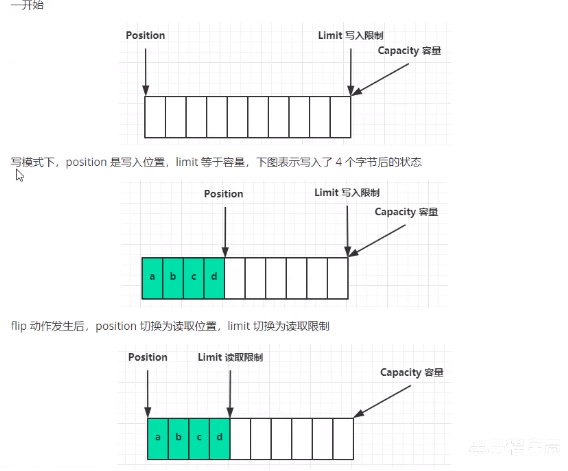 一开始
Position
Limit 写入限制
Capacity 容量
写模式下，position 是写入位置，limit 等于容量，下图表示写入了 4 个字节后的状态
Position
Limit 写入限制
Capacity 容量
a b c d
flip 动作发生后，position 切换为读取位置，limit 切换为读取限制
Position
Limit 读取限制
Capacity 容量
a b c d